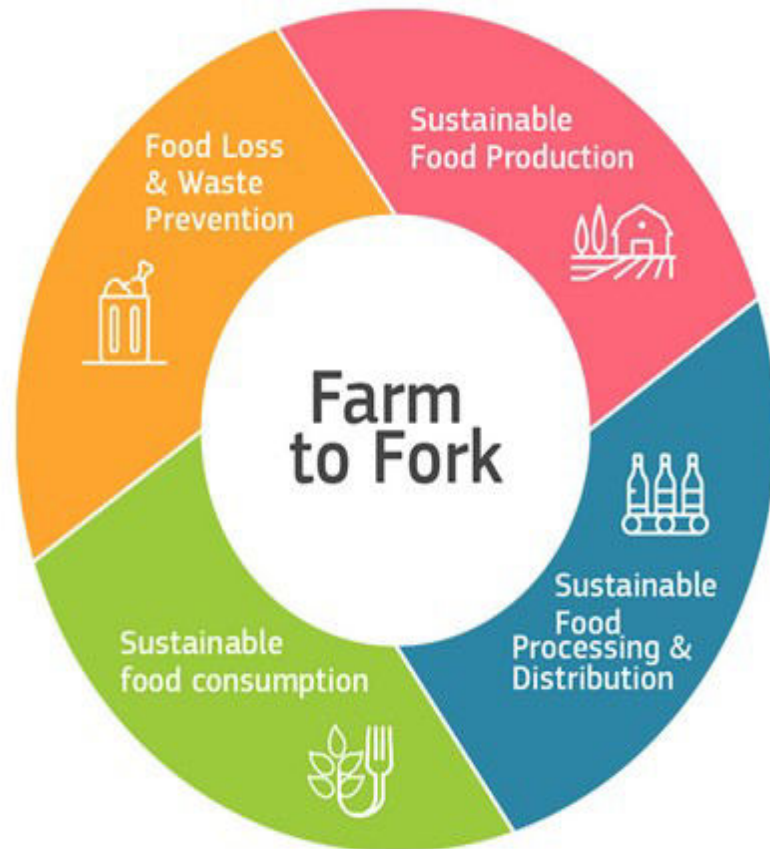 Sustainable
Food Production
Food Loss
& Waste
Prevention
Farm
to Fork
Sustainable
Food
Processing &
Distribution
Sustainable
food consumption